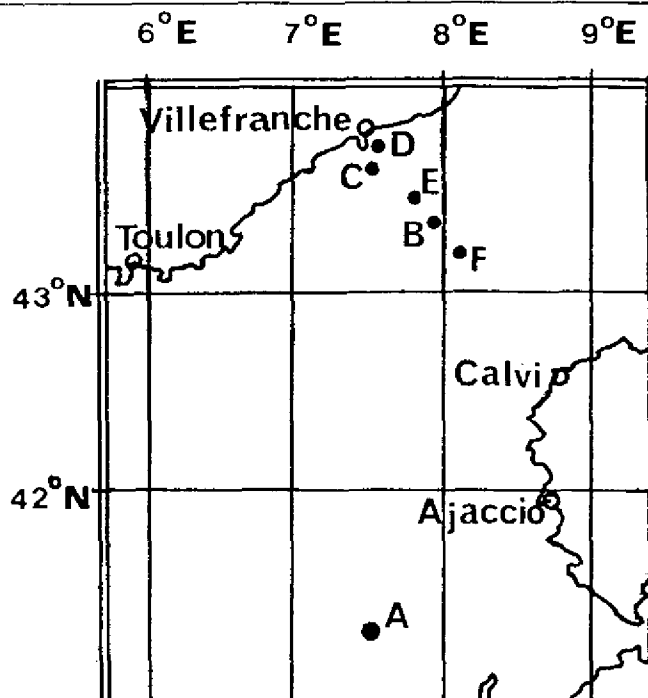 6°E 7°E 8°E 9°E
Villefranche
D
C
E
Toulon
B
F
43°N
Calvi
42°N
Ajaccio
A